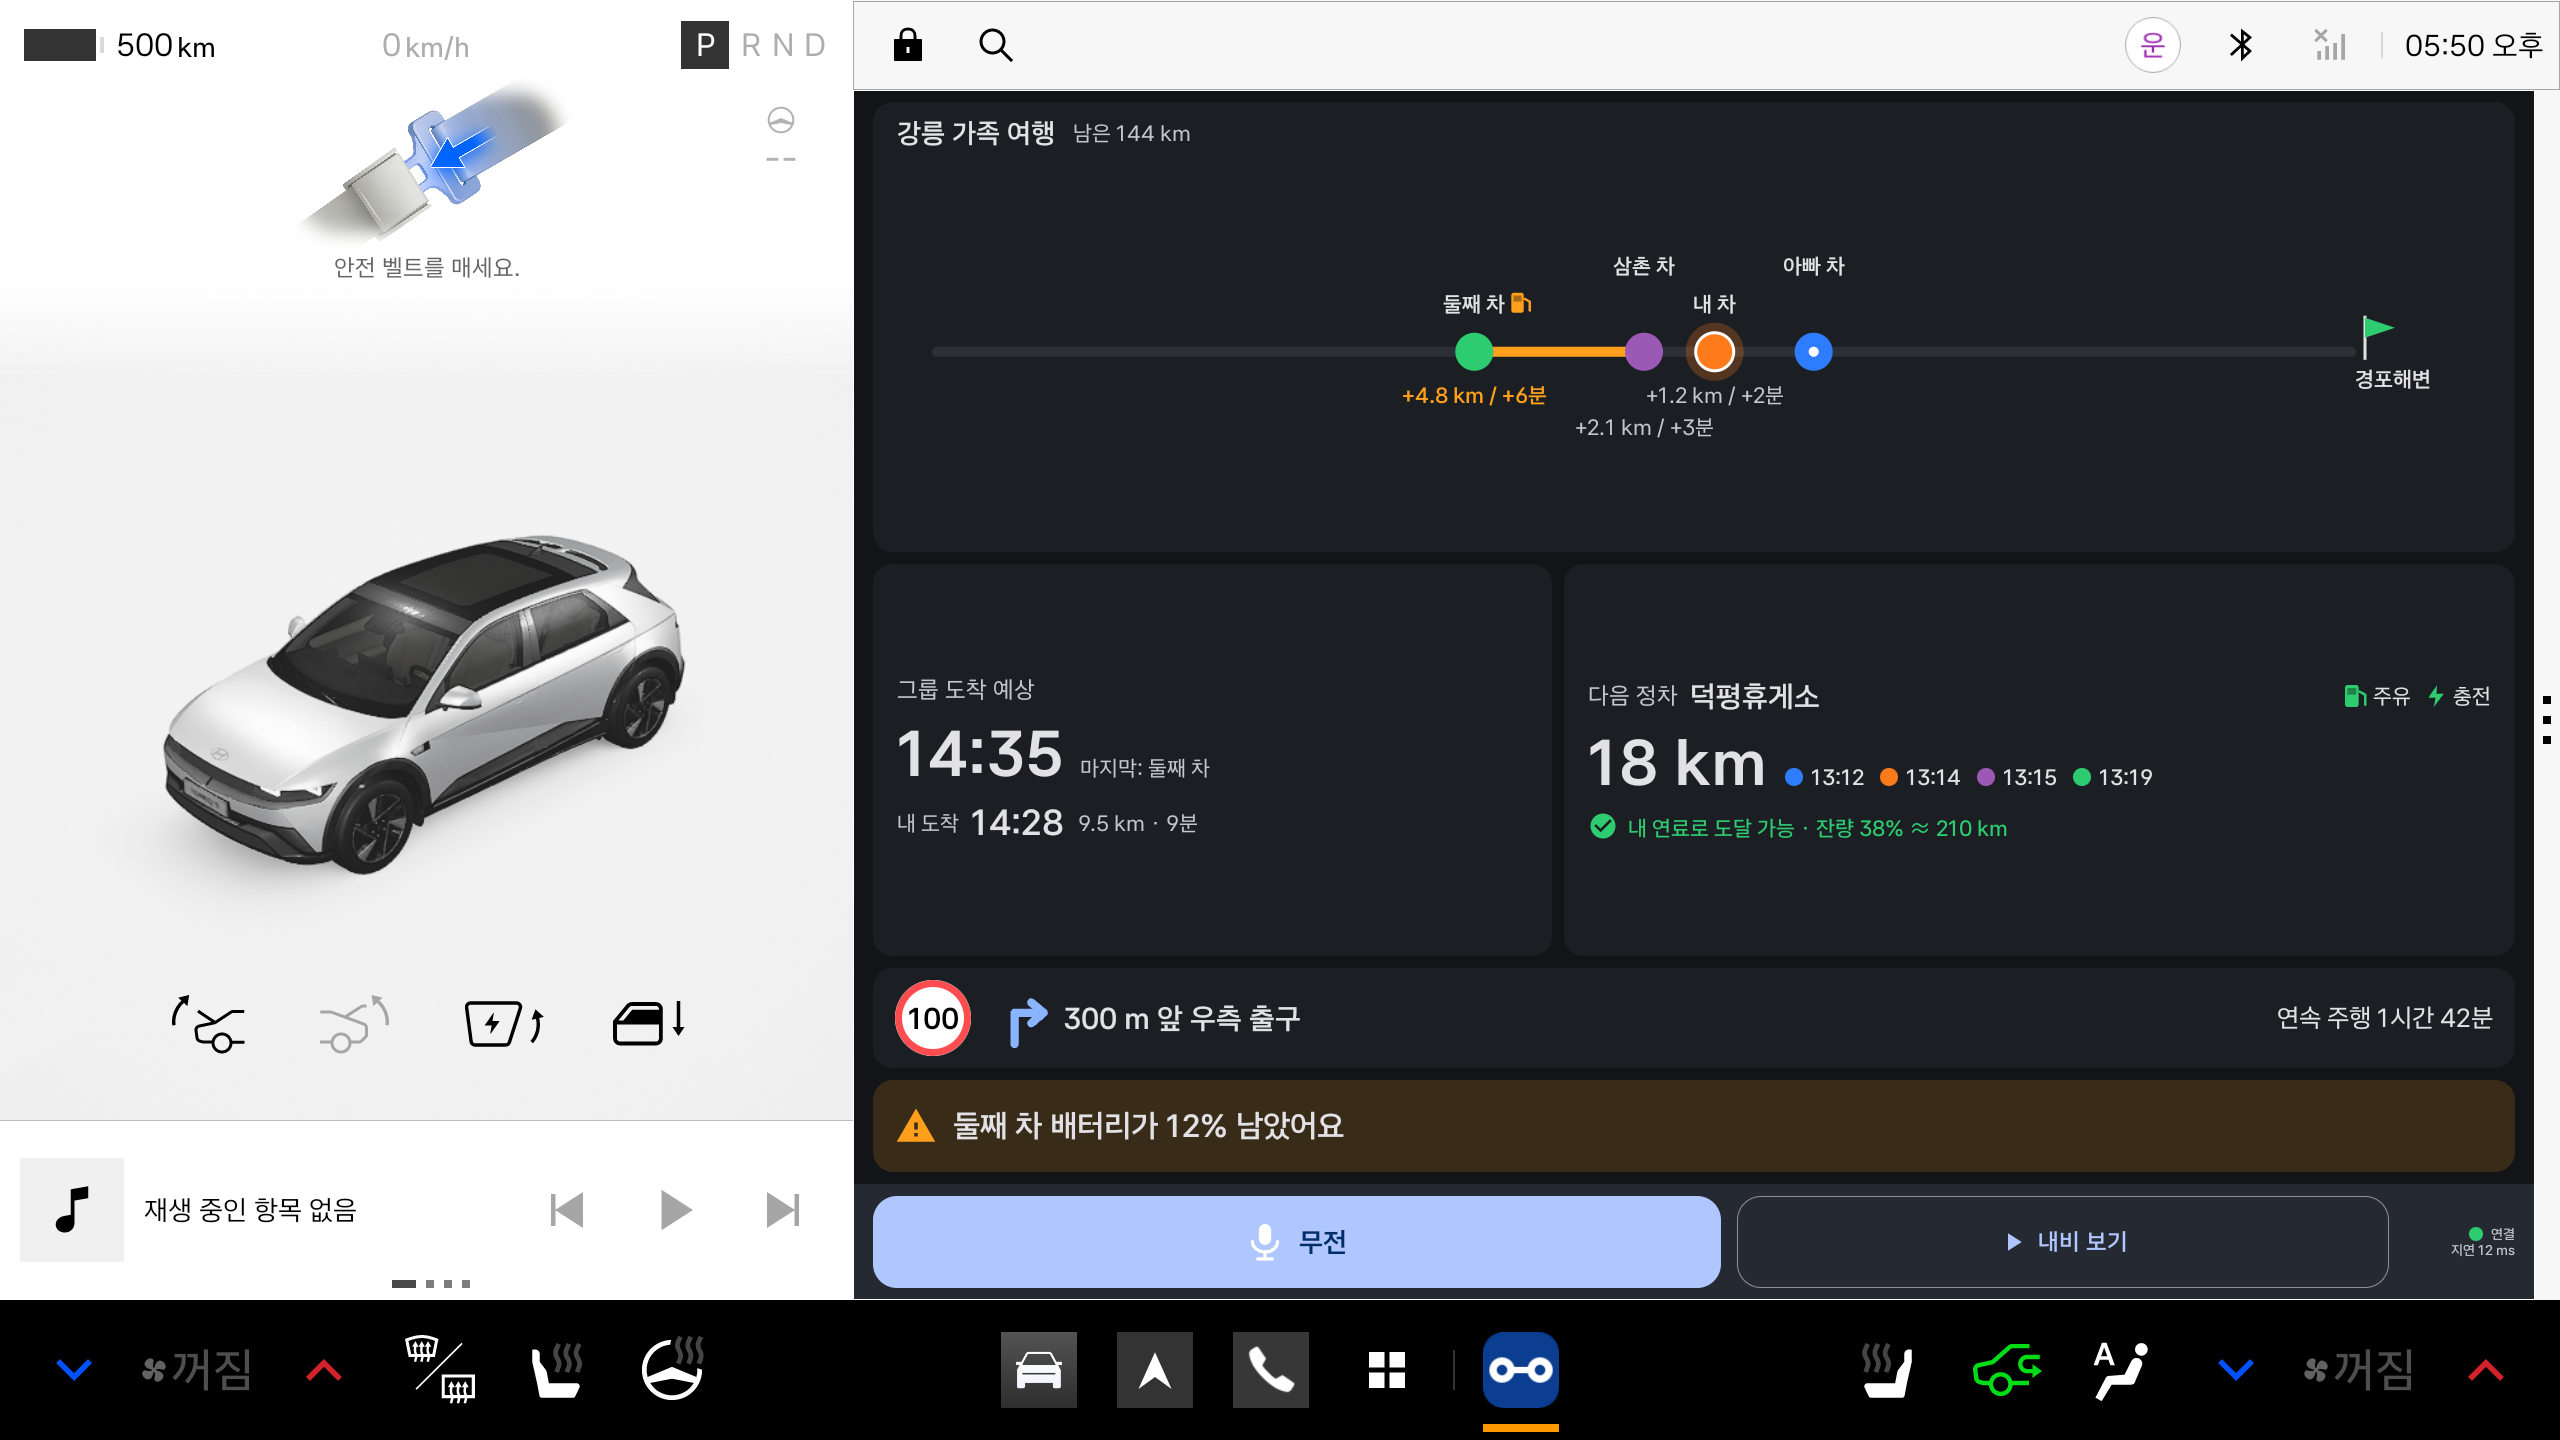 500 km
0 km/h
P R N D
운
05:50 오후
안전 벨트를 매세요.
강릉 가족 여행 남은 144 km
삼촌 차
아빠 차
둘째 차
내 차
경포해변
+4.8 km / +6분
+1.2 km / +2분
+2.1 km / +3분
그룹 도착 예상
14:35 마지막: 둘째 차
내 도착 14:28 9.5 km · 9분
다음 정차 덕평휴게소
주유 충전
18 km 13:12 13:14 13:15 13:19
내 연료로 도달 가능 · 잔량 38% ≈ 210 km
100
300 m 앞 우측 출구
연속 주행 1시간 42분
둘째 차 배터리가 12% 남았어요
재생 중인 항목 없음
무전
내비 보기
연결
지연 12 ms
꺼짐
A
꺼짐